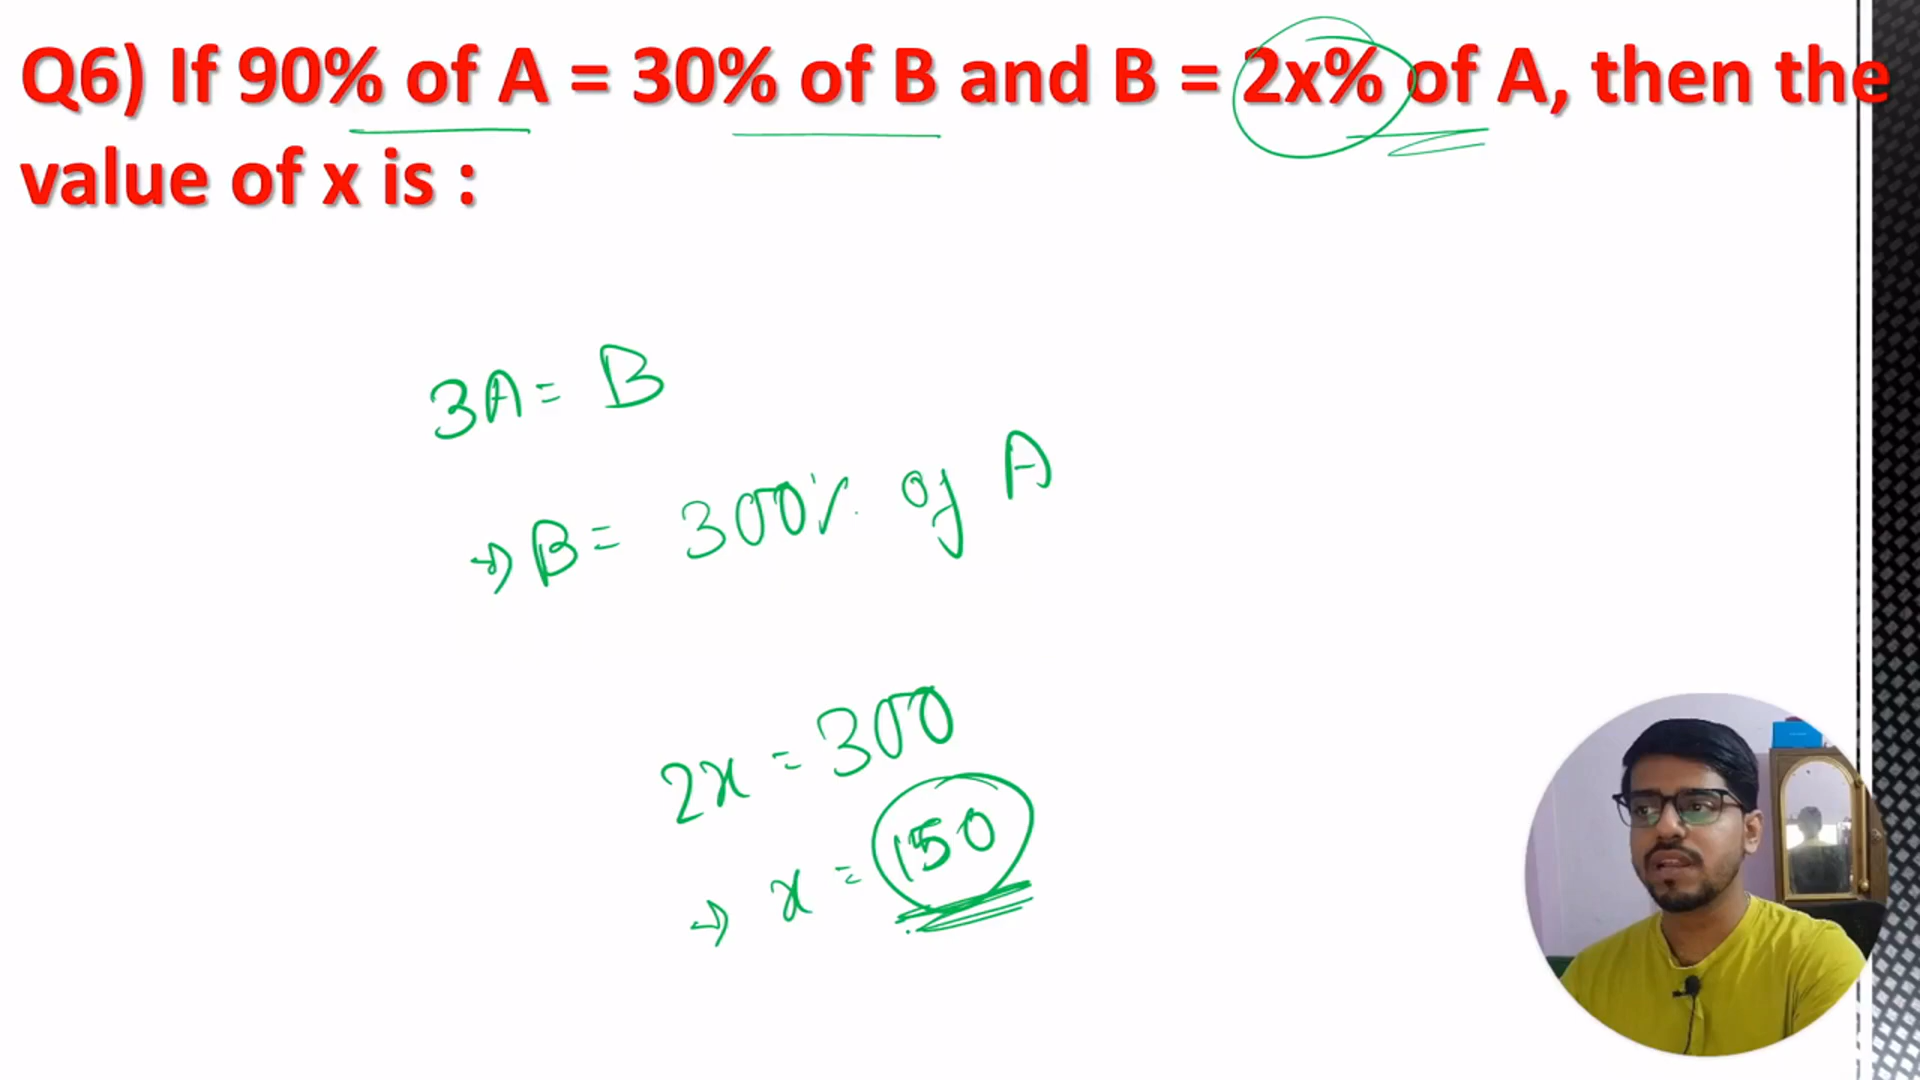 Q6) If 90% of A = 30% of B and B = 2x% of A, then the
value of x is :
3A = B
⇒ B = 300% of A
2x = 300
⇒ x = 150